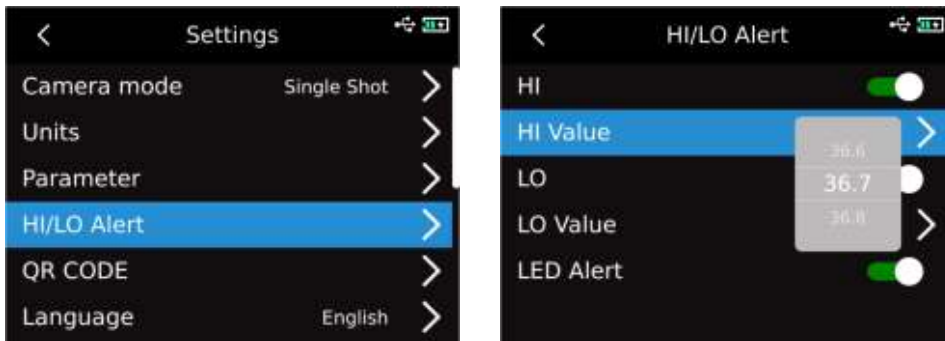 Settings
Camera mode Single Shot
Units
Parameter
HI/LO Alert
QR CODE
Language English
HI/LO Alert
HI
HI Value
36.6
LO
36.7
LO Value
36.8
LED Alert